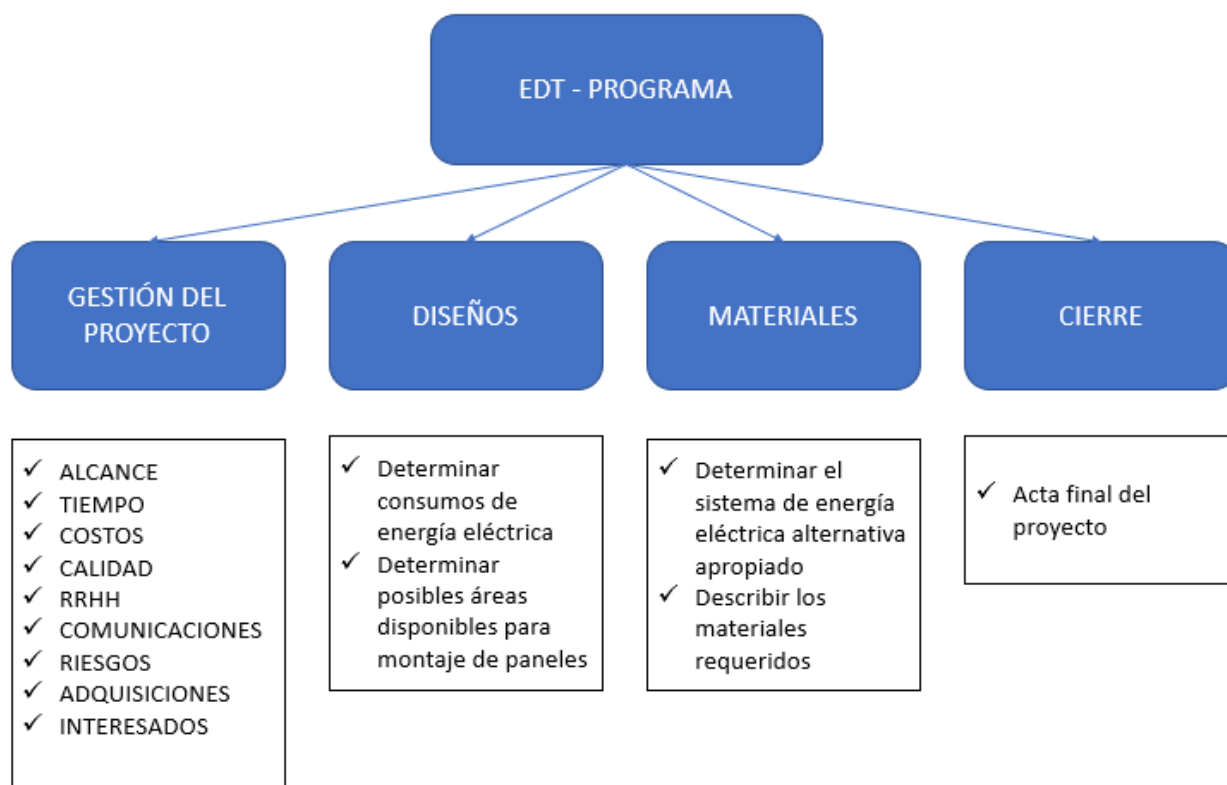 EDT - PROGRAMA
GESTIÓN DEL
PROYECTO
DISEÑOS
MATERIALES
CIERRE
✓ ALCANCE
✓ TIEMPO
✓ COSTOS
✓ CALIDAD
✓ RRHH
✓ COMUNICACIONES
✓ RIESGOS
✓ ADQUISICIONES
✓ INTERESADOS
✓ Determinar
consumos de
energía eléctrica
✓ Determinar
posibles áreas
disponibles para
montaje de paneles
✓ Determinar el
sistema de energía
eléctrica alternativa
apropiado
✓ Describir los
materiales
requeridos
✓ Acta final del
proyecto